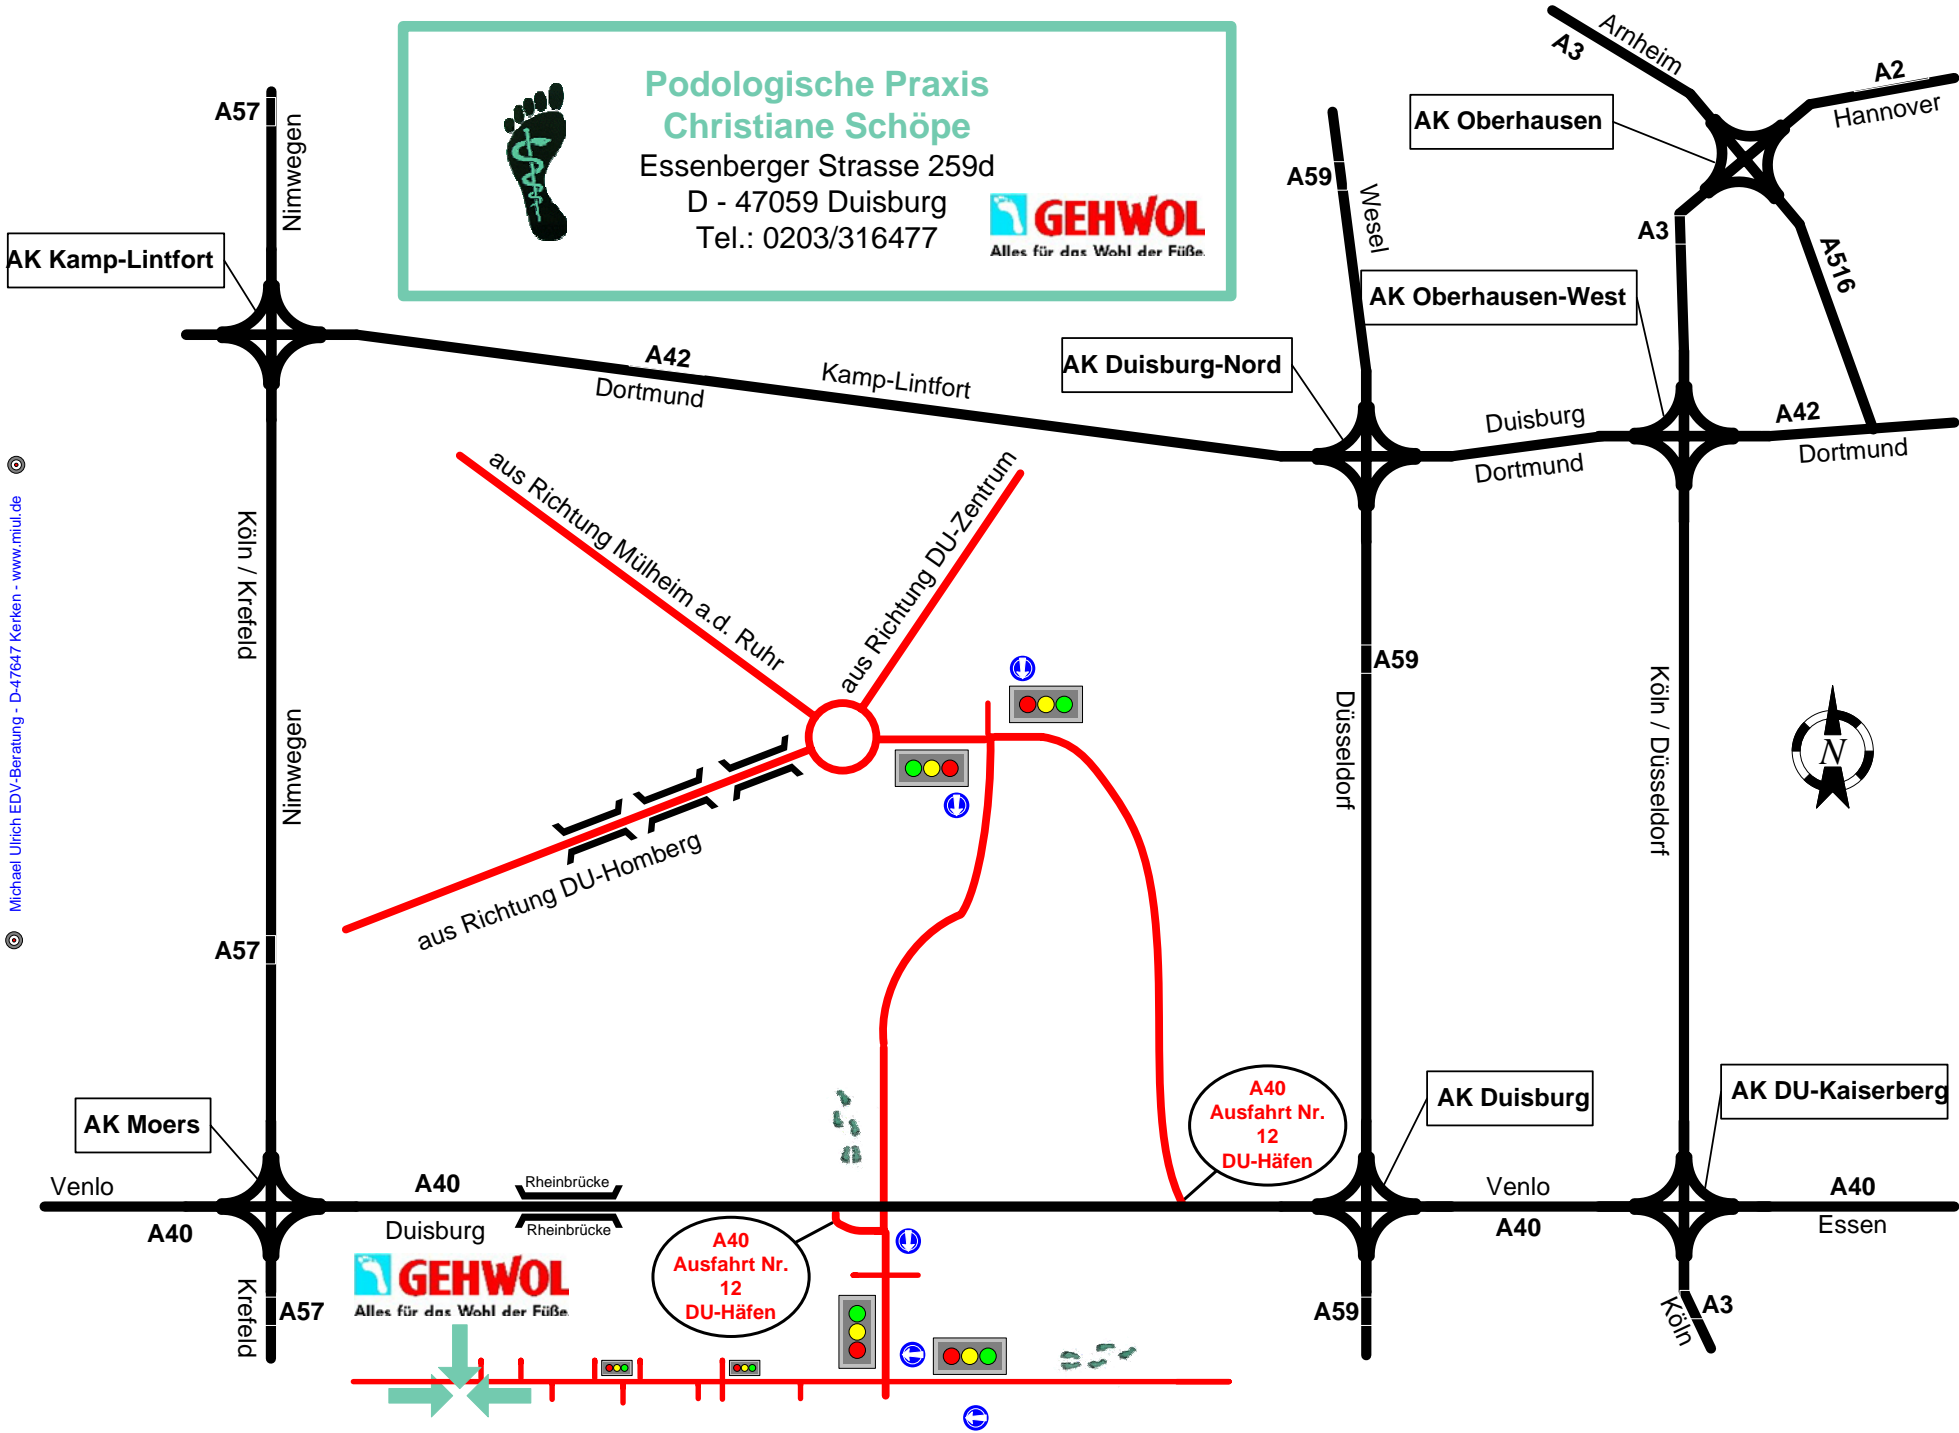 Arnheim
A3
A2
Hannover
Podologische Praxis
Christiane Schöpe
Essenberger Strasse 259d
D - 47059 Duisburg
Tel.: 0203/316477
GEHWOL
Alles für das Wohl der Füße.
A57
Nimwegen
AK Oberhausen
A59
Wesel
A3
A516
AK Kamp-Lintfort
AK Oberhausen-West
A42
Dortmund
Kamp-Lintfort
AK Duisburg-Nord
Duisburg
Dortmund
A42
Dortmund
aus Richtung Mülheim a.d. Ruhr
aus Richtung DU-Zentrum
Köln / Krefeld
Michael Ulrich EDV-Beratung - D-47647 Kerken - www.miul.de
A59
Düsseldorf
Köln / Düsseldorf
N
Nimwegen
aus Richtung DU-Homberg
A57
AK Moers
A40
Ausfahrt Nr.
12
DU-Häfen
AK Duisburg
AK DU-Kaiserberg
Venlo
A40
A40
Duisburg
Rheinbrücke
Rheinbrücke
Venlo
A40
A40
Essen
A40
Ausfahrt Nr.
12
DU-Häfen
GEHWOL
Alles für das Wohl der Füße.
Krefeld
A57
A59
Köln
A3